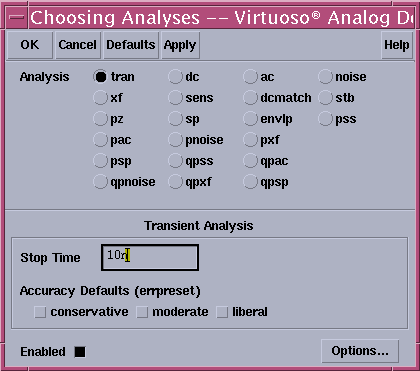 Choosing Analyses -- Virtuoso® Analog De
OK Cancel Defaults Apply Help
Analysis tran dc ac noise
xf sens dcmatch stb
pz sp envlp pss
pac pnoise pxf
psp qpss qpac
qpnoise qpxf qpsp
Transient Analysis
Stop Time 10n
Accuracy Defaults (errpreset)
conservative moderate liberal
Enabled Options...